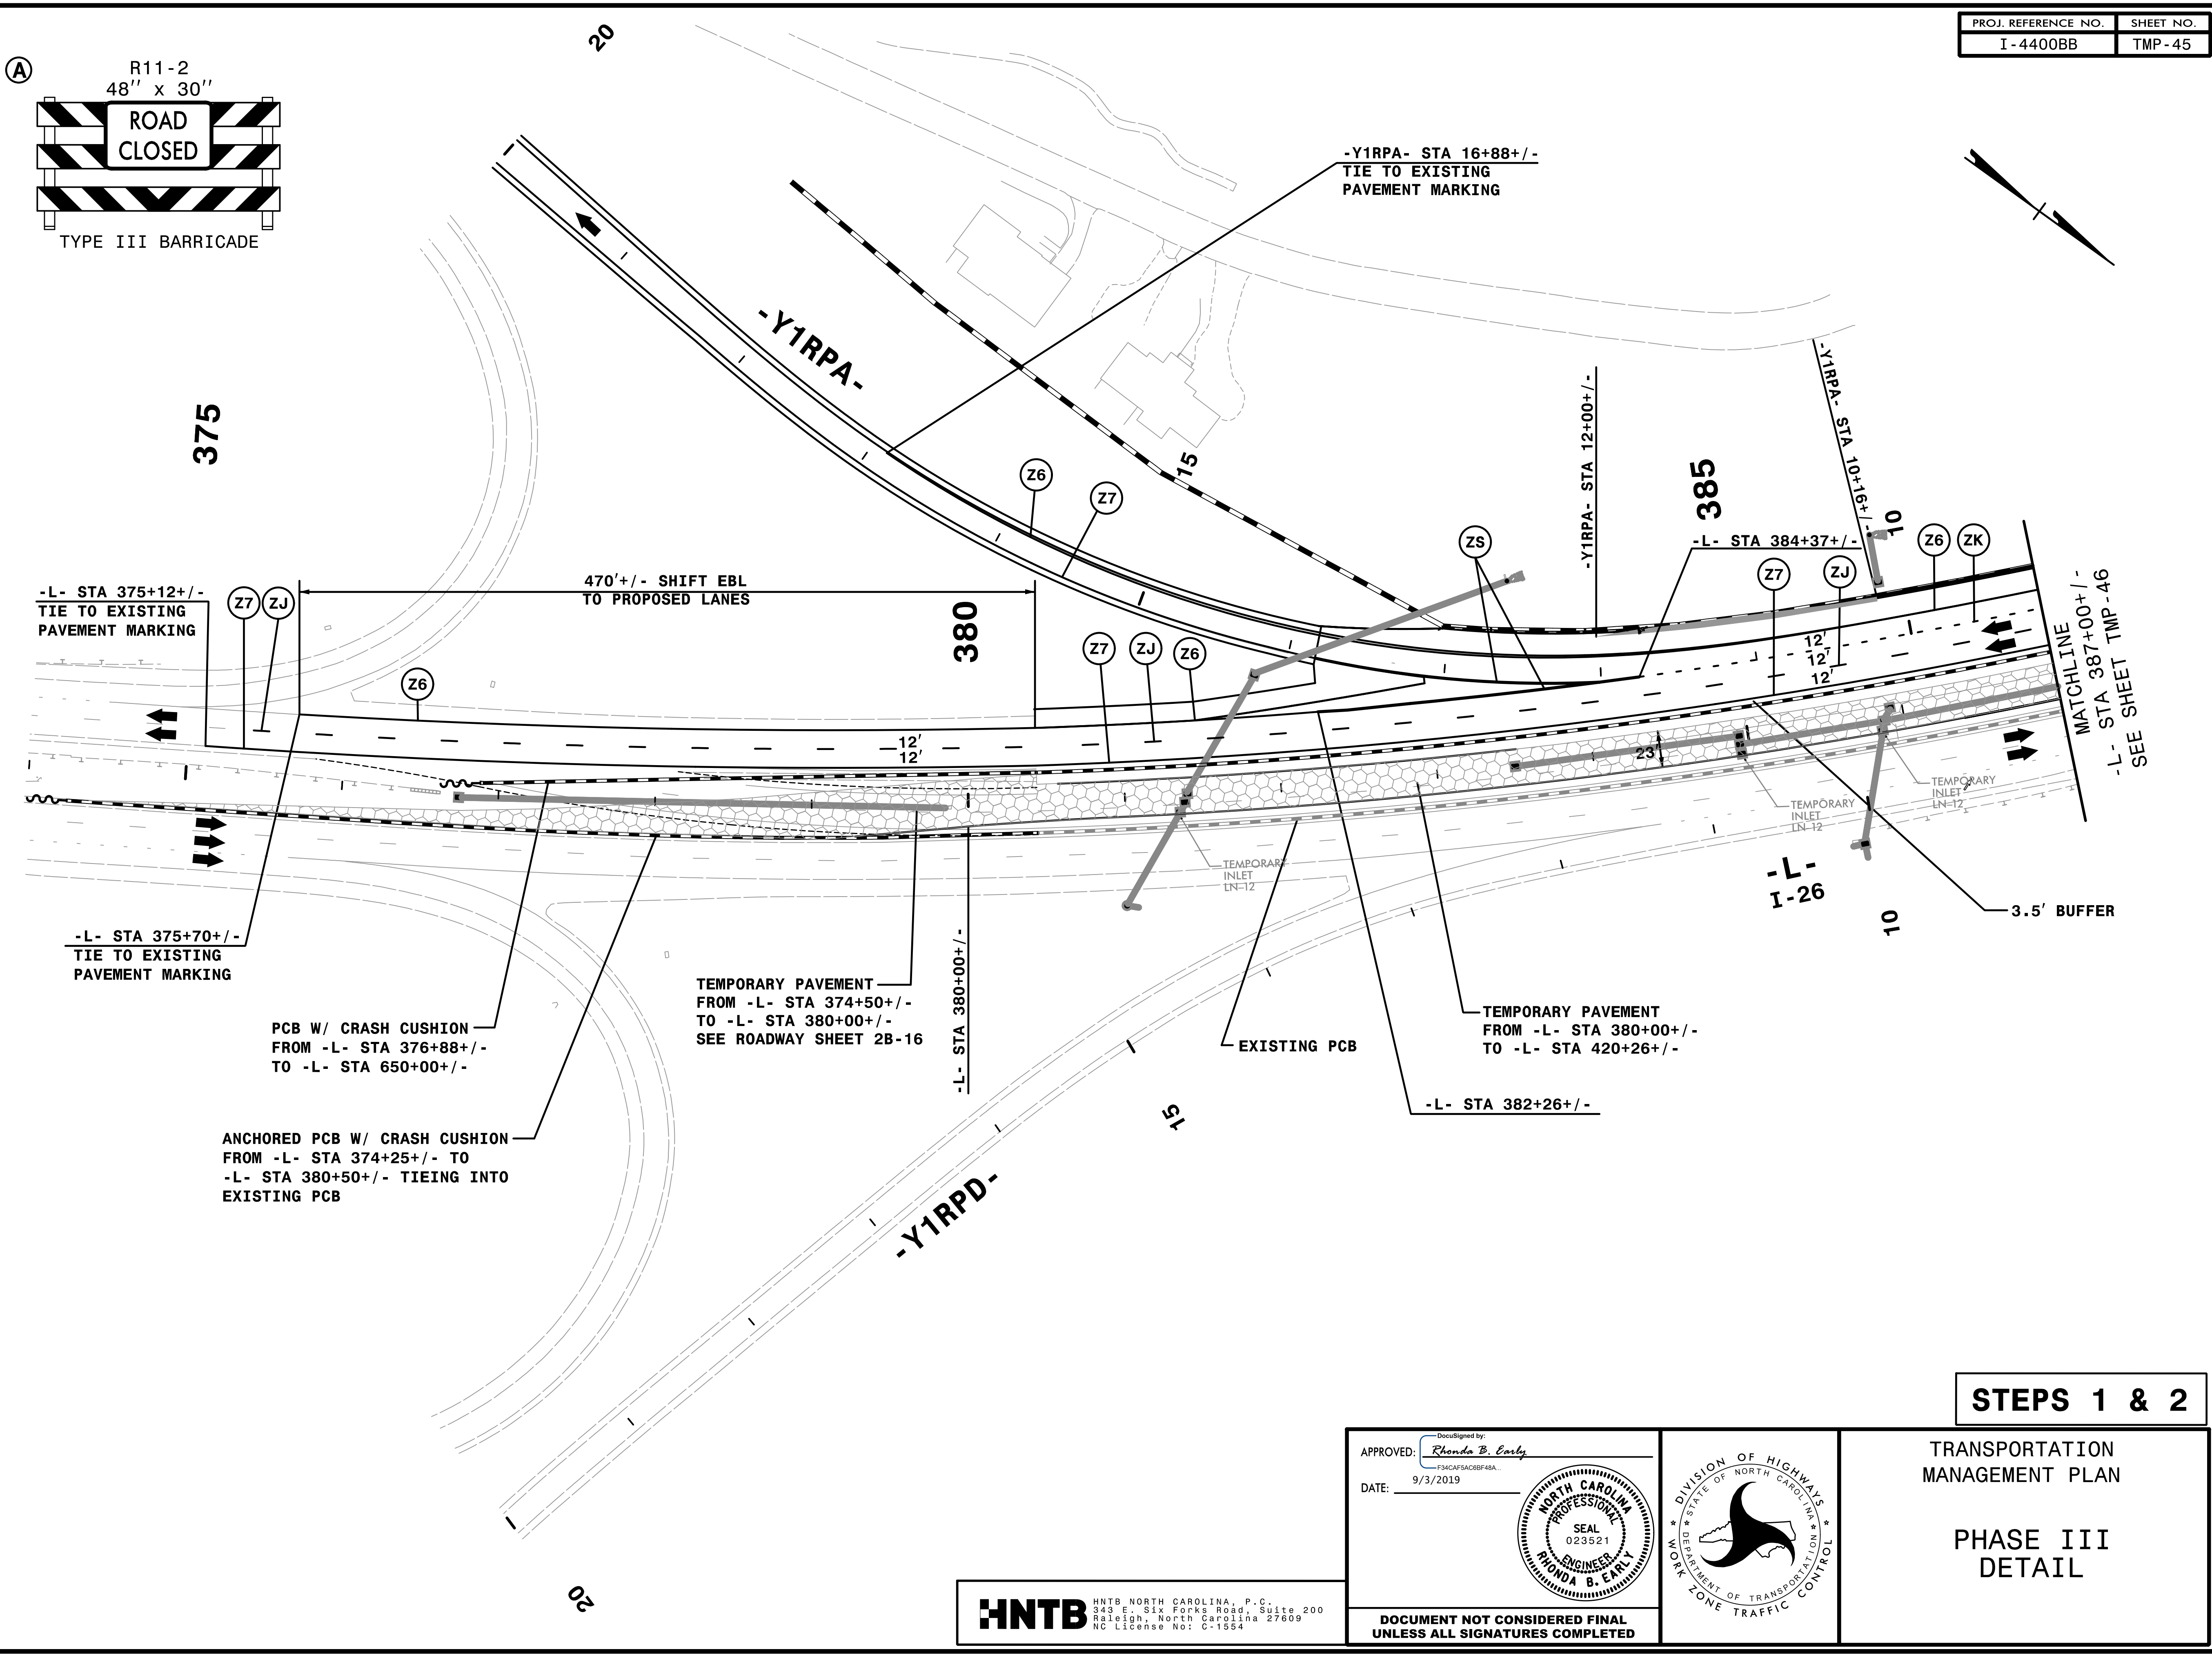 PROJ. REFERENCE NO.
SHEET NO.
I-4400BB
TMP-45
A
R11-2
48'' x 30''
ROAD
CLOSED
TYPE III BARRICADE
20
-Y1RPA- STA 16+88+/-
TIE TO EXISTING
PAVEMENT MARKING
-Y1RPA-
375
15
Z6
Z7
ZS
-Y1RPA- STA 12+00+/-
385
-Y1RPA- STA 10+16+/-
10
-L- STA 384+37+/-
Z7
ZJ
Z6
ZK
MATCHLINE
-L- STA 387+00+/-
SEE SHEET TMP-46
-L- STA 375+12+/-
TIE TO EXISTING
PAVEMENT MARKING
Z7
ZJ
470'+/- SHIFT EBL
TO PROPOSED LANES
380
Z6
Z7
ZJ
Z6
12'
12'
12'
12'
12'
23'
TEMPORARY
INLET
LN-12
TEMPORARY
INLET
LN-12
TEMPORARY
INLET
LN-12
-L-
I-26
10
3.5' BUFFER
-L- STA 375+70+/-
TIE TO EXISTING
PAVEMENT MARKING
PCB W/ CRASH CUSHION
FROM -L- STA 376+88+/-
TO -L- STA 650+00+/-
ANCHORED PCB W/ CRASH CUSHION
FROM -L- STA 374+25+/- TO
-L- STA 380+50+/- TIEING INTO
EXISTING PCB
TEMPORARY PAVEMENT
FROM -L- STA 374+50+/-
TO -L- STA 380+00+/-
SEE ROADWAY SHEET 2B-16
-L- STA 380+00+/-
EXISTING PCB
TEMPORARY PAVEMENT
FROM -L- STA 380+00+/-
TO -L- STA 420+26+/-
-L- STA 382+26+/-
15
-Y1RPD-
20
STEPS 1 & 2
HNTB
HNTB NORTH CAROLINA, P.C.
343 E. Six Forks Road, Suite 200
Raleigh, North Carolina 27609
NC License No: C-1554
APPROVED:
DocuSigned by:
Rhonda B. Early
F34CAF5AC6BF48A...
DATE:
9/3/2019
NORTH CAROLINA
PROFESSIONAL
SEAL
023521
ENGINEER
RHONDA B. EARLY
DOCUMENT NOT CONSIDERED FINAL
UNLESS ALL SIGNATURES COMPLETED
DIVISION OF HIGHWAYS
STATE OF NORTH CAROLINA
DEPARTMENT OF TRANSPORTATION
WORK ZONE TRAFFIC CONTROL
TRANSPORTATION
MANAGEMENT PLAN
PHASE III
DETAIL